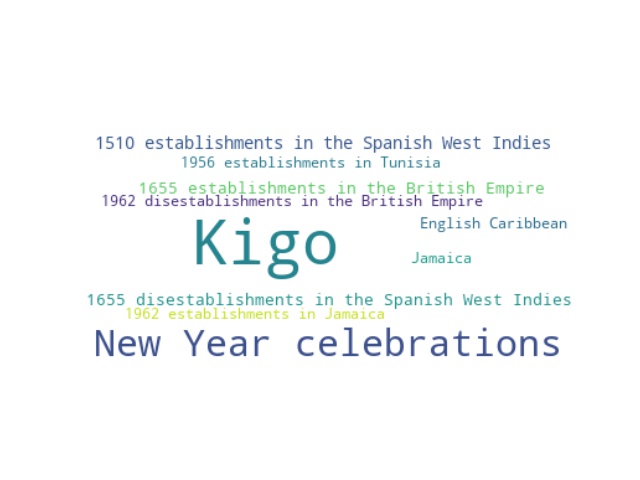 1510 establishments in the Spanish West Indies
1956 establishments in Tunisia
1655 establishments in the British Empire
1962 disestablishments in the British Empire
English Caribbean
Kigo
Jamaica
1655 disestablishments in the Spanish West Indies
1962 establishments in Jamaica
New Year celebrations